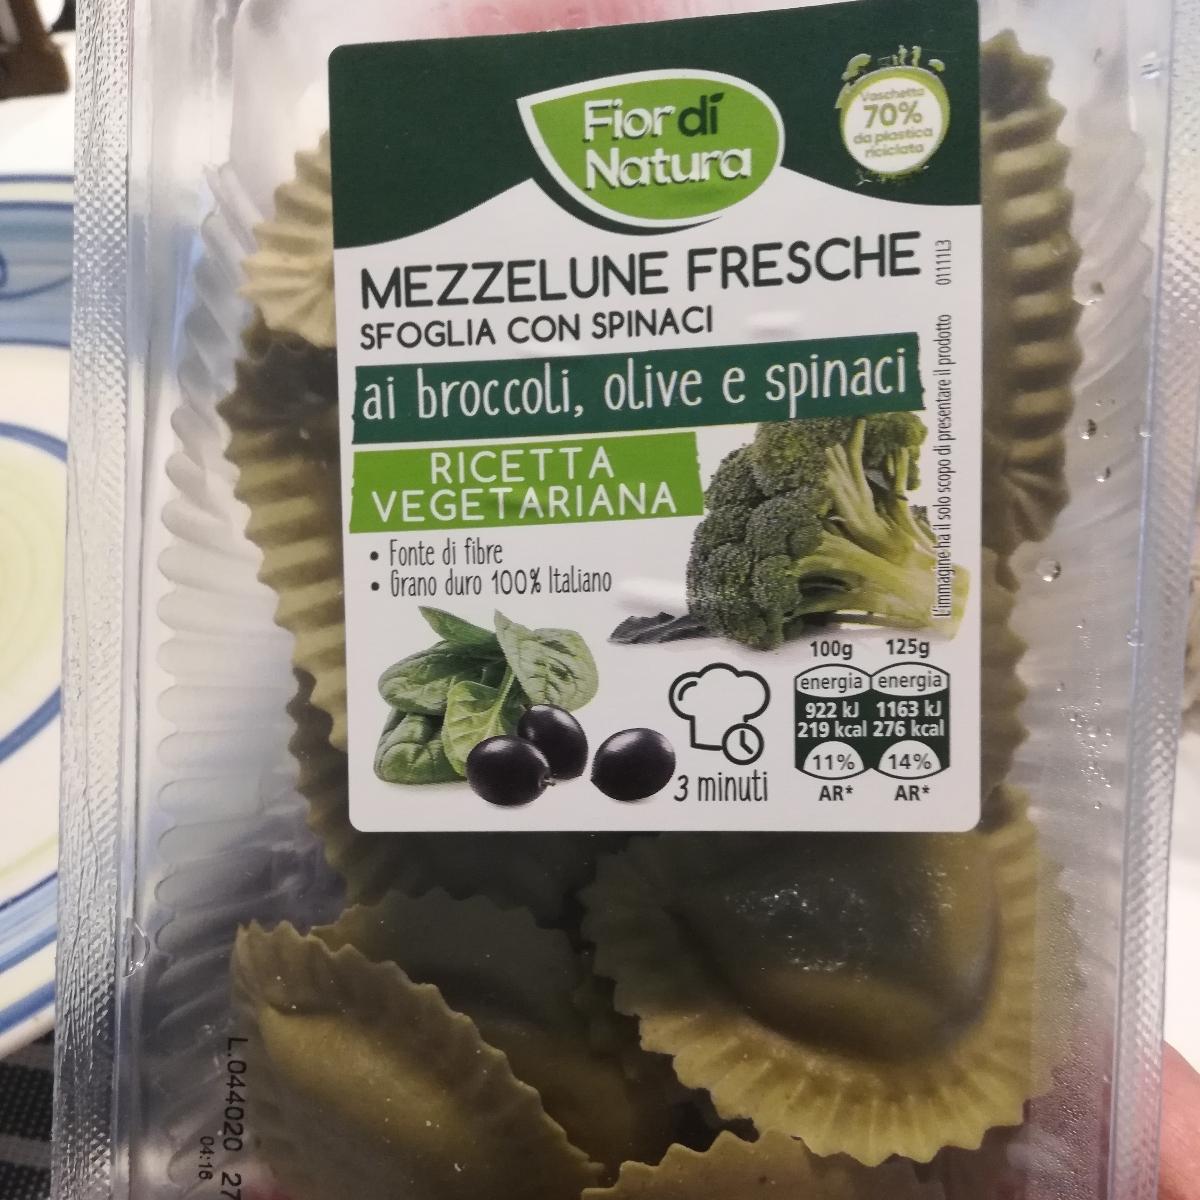 Fior di
Natura
Vaschetta
70%
da plastica
riciclata
MEZZELUNE FRESCHE
SFOGLIA CON SPINACI
ai broccoli, olive e spinaci
RICETTA
VEGETARIANA
• Fonte di fibre
• Grano duro 100% Italiano
3 minuti
100g 125g
energia energia
922 kJ 1163 kJ
219 kcal 276 kcal
11% 14%
AR* AR*
L'immagine ha il solo scopo di presentare il prodotto
011113
L.044020 27
04:16